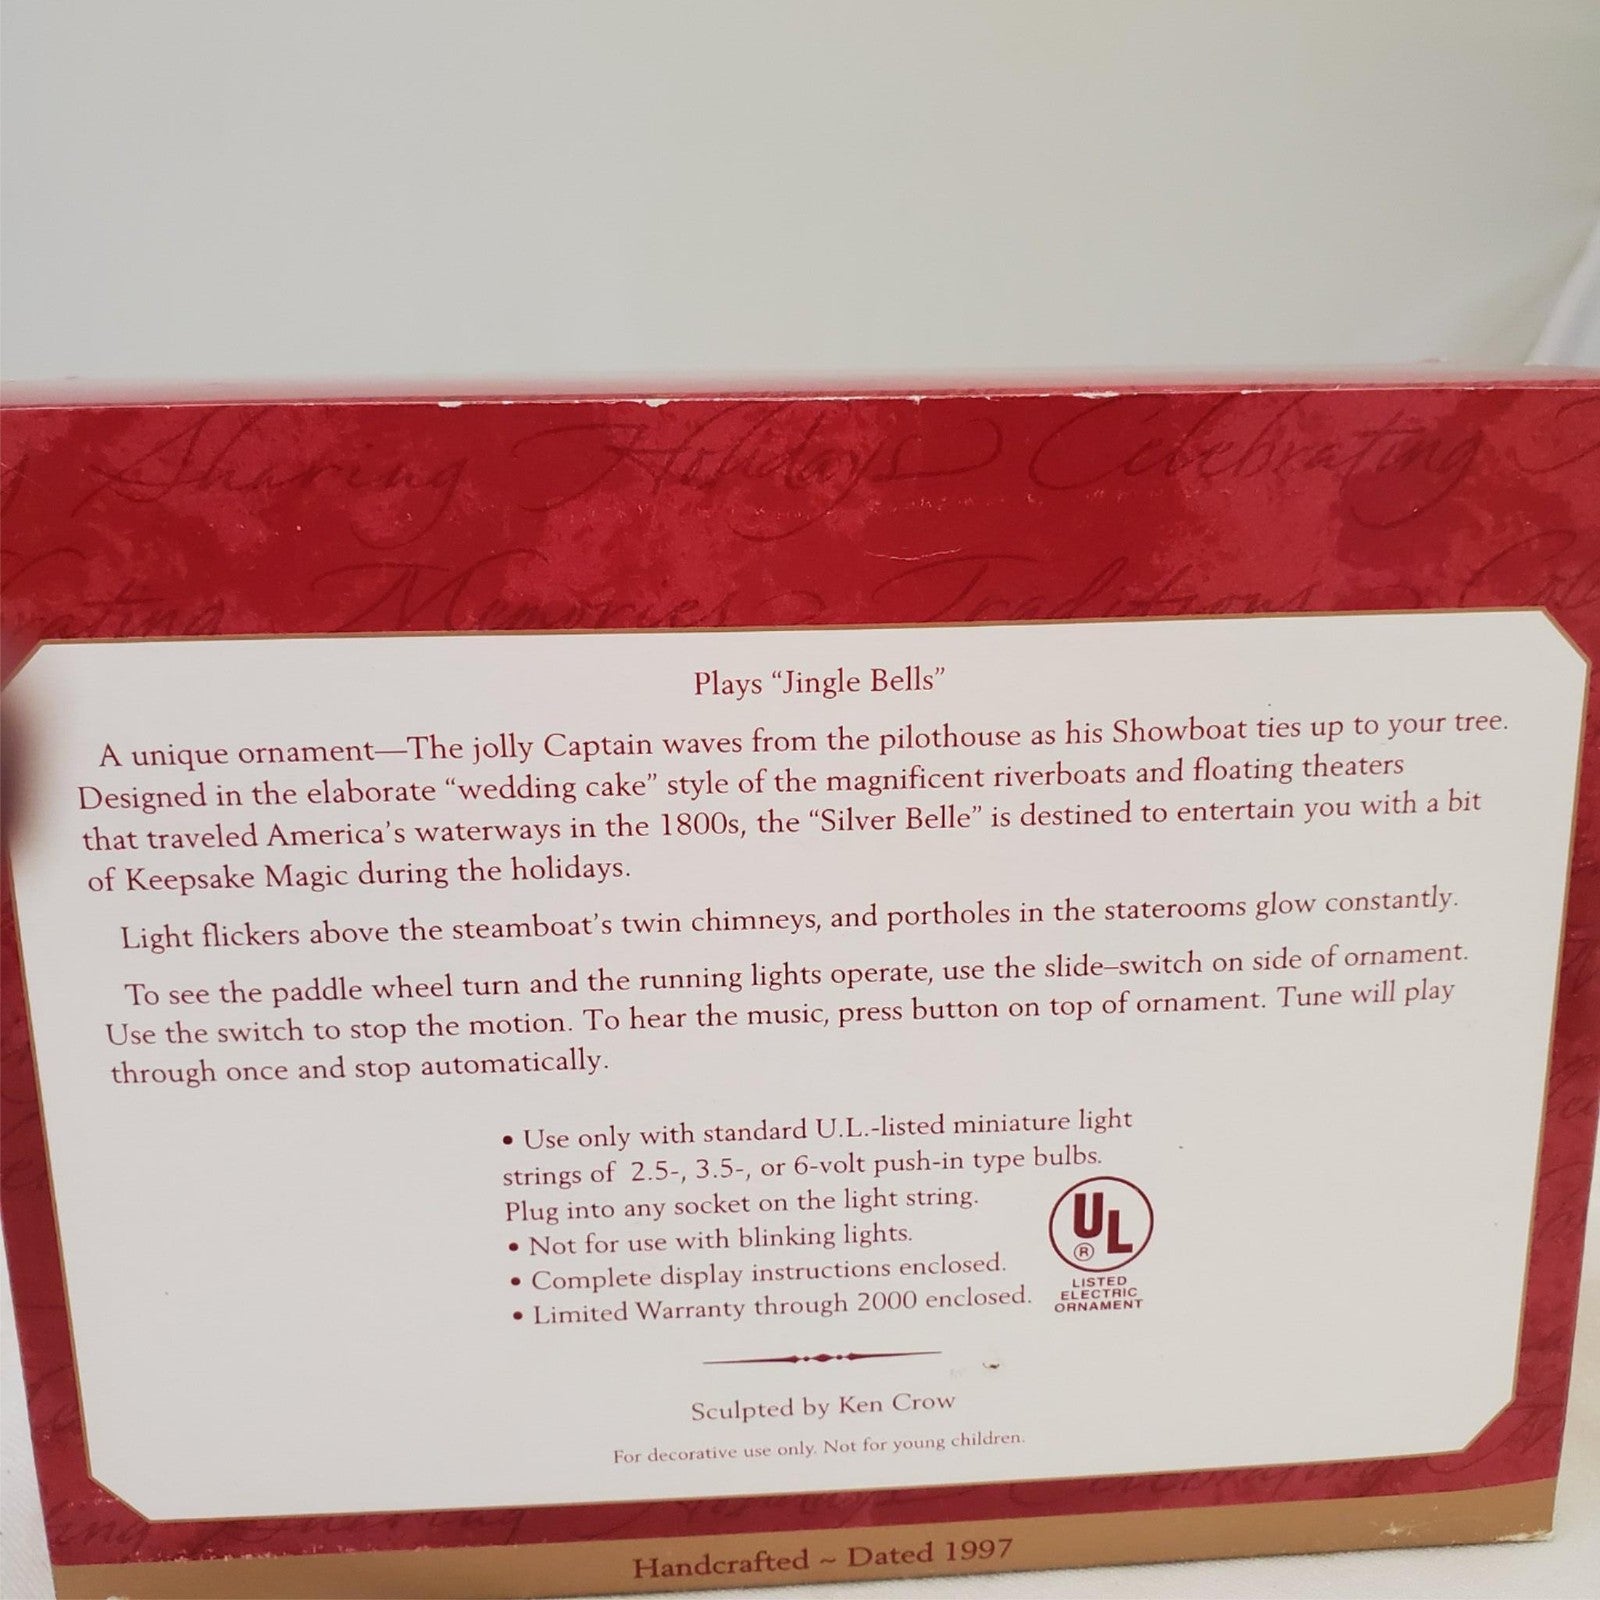 Sharing Holidays Celebrating
Memories Traditions
Plays “Jingle Bells”
A unique ornament—The jolly Captain waves from the pilothouse as his Showboat ties up to your tree.
Designed in the elaborate “wedding cake” style of the magnificent riverboats and floating theaters
that traveled America’s waterways in the 1800s, the “Silver Belle” is destined to entertain you with a bit
of Keepsake Magic during the holidays.
Light flickers above the steamboat’s twin chimneys, and portholes in the staterooms glow constantly.
To see the paddle wheel turn and the running lights operate, use the slide–switch on side of ornament.
Use the switch to stop the motion. To hear the music, press button on top of ornament. Tune will play
through once and stop automatically.
• Use only with standard U.L.-listed miniature light
strings of 2.5-, 3.5-, or 6-volt push-in type bulbs.
Plug into any socket on the light string.
• Not for use with blinking lights.
• Complete display instructions enclosed.
• Limited Warranty through 2000 enclosed.
UL
®
LISTED
ELECTRIC
ORNAMENT
Sculpted by Ken Crow
For decorative use only. Not for young children.
Handcrafted ~ Dated 1997